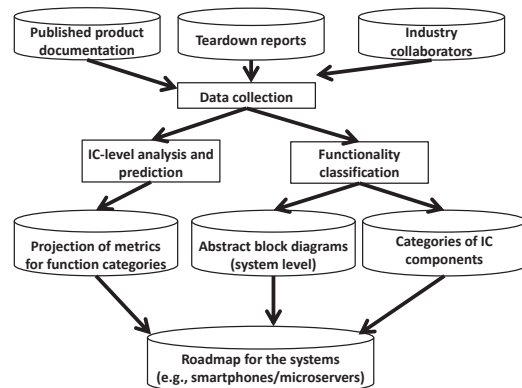 Published product
documentation
Teardown reports
Industry
collaborators
Data collection
IC-level analysis and
prediction
Functionality
classification
Projection of metrics
for function categories
Abstract block diagrams
(system level)
Categories of IC
components
Roadmap for the systems
(e.g., smartphones/microservers)